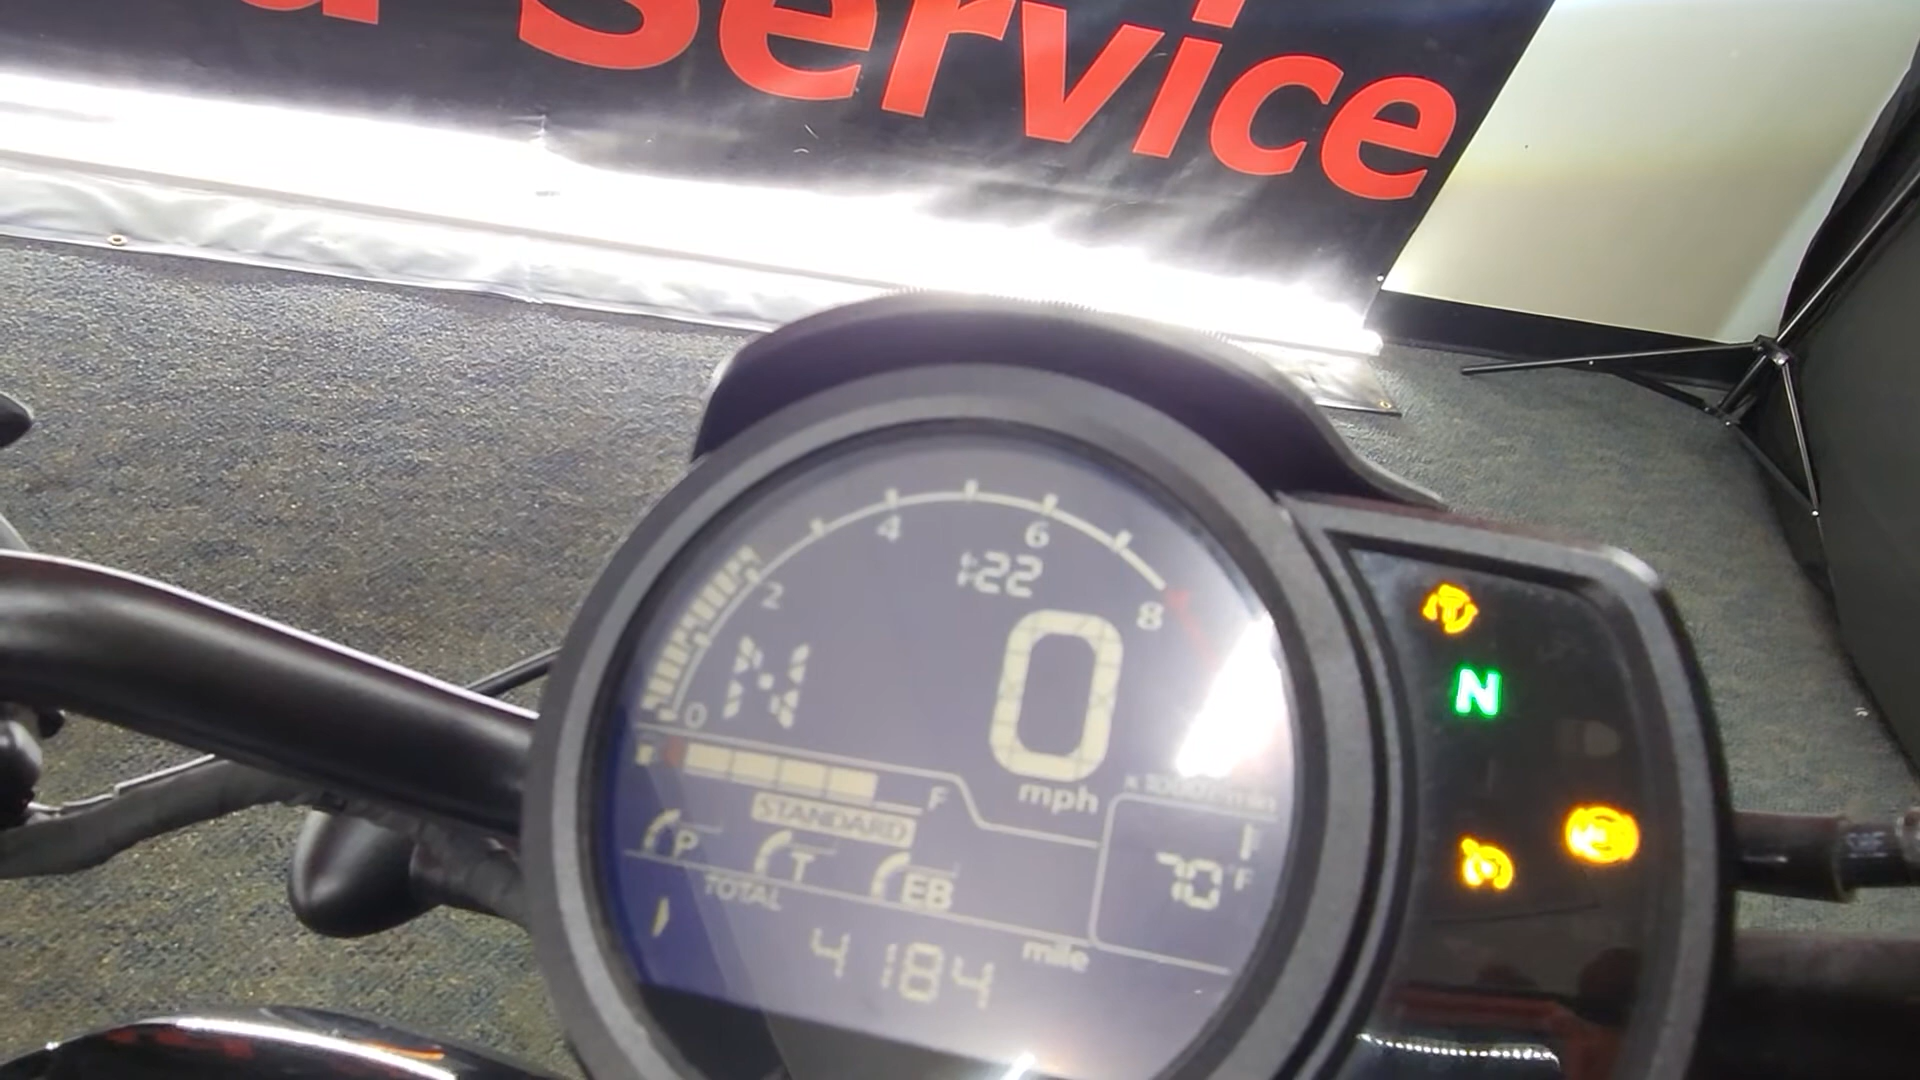 Service
4
6
1:22
2
8
N
0
0
mph
F
STANDARD
P
T
EB
F
70°F
TOTAL
4184
mile
T
N